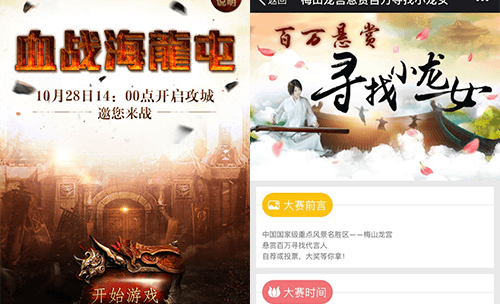 说明
血战海龍屯
10月28日14：00点开启攻城
邀您来战
开始游戏
返回
梅山龙宫悬赏百万寻找小龙女
百万悬赏
寻找小龙女
大赛前言
中国国家级重点风景名胜区——梅山龙宫
悬赏百万寻找代言人
自荐或投票，大奖等你拿！
大赛时间